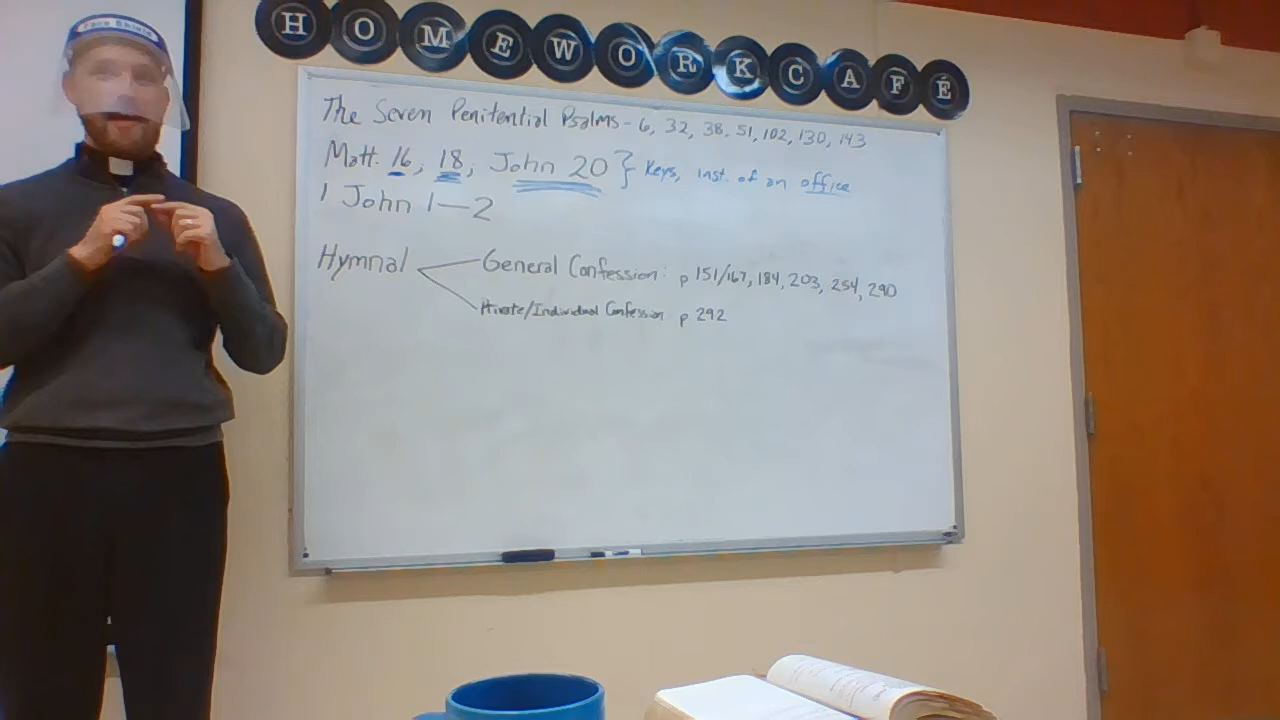 Face Shield
HOMEWORKCAFÉ
The Seven Penitential Psalms - 6, 32, 38, 51, 102, 130, 143
Matt. 16, 18, John 20 } Keys, inst. of an office
1 John 1—2
Hymnal
General Confession: p 151/167, 184, 203, 254, 290
Private/Individual Confession p 292